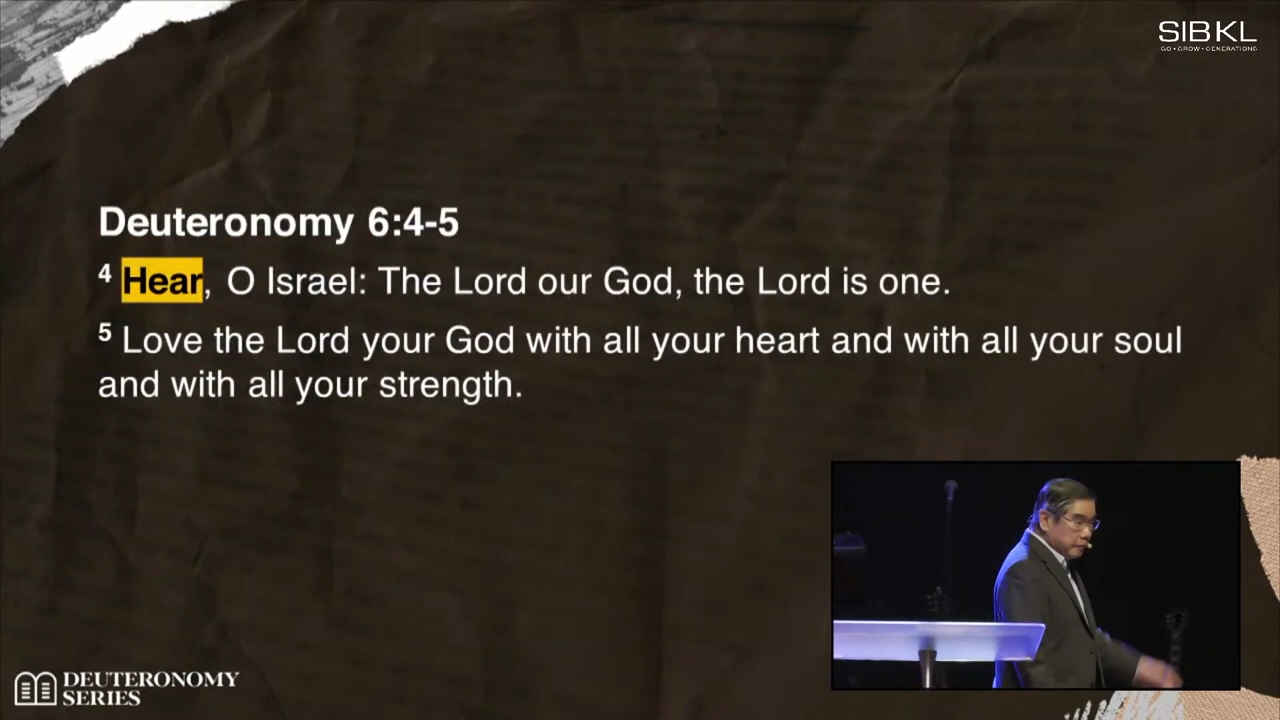 SIBKL
GO • GROW • GENERATIONS
Deuteronomy 6:4-5
4 Hear, O Israel: The Lord our God, the Lord is one.
5 Love the Lord your God with all your heart and with all your soul
and with all your strength.
DEUTERONOMY
SERIES